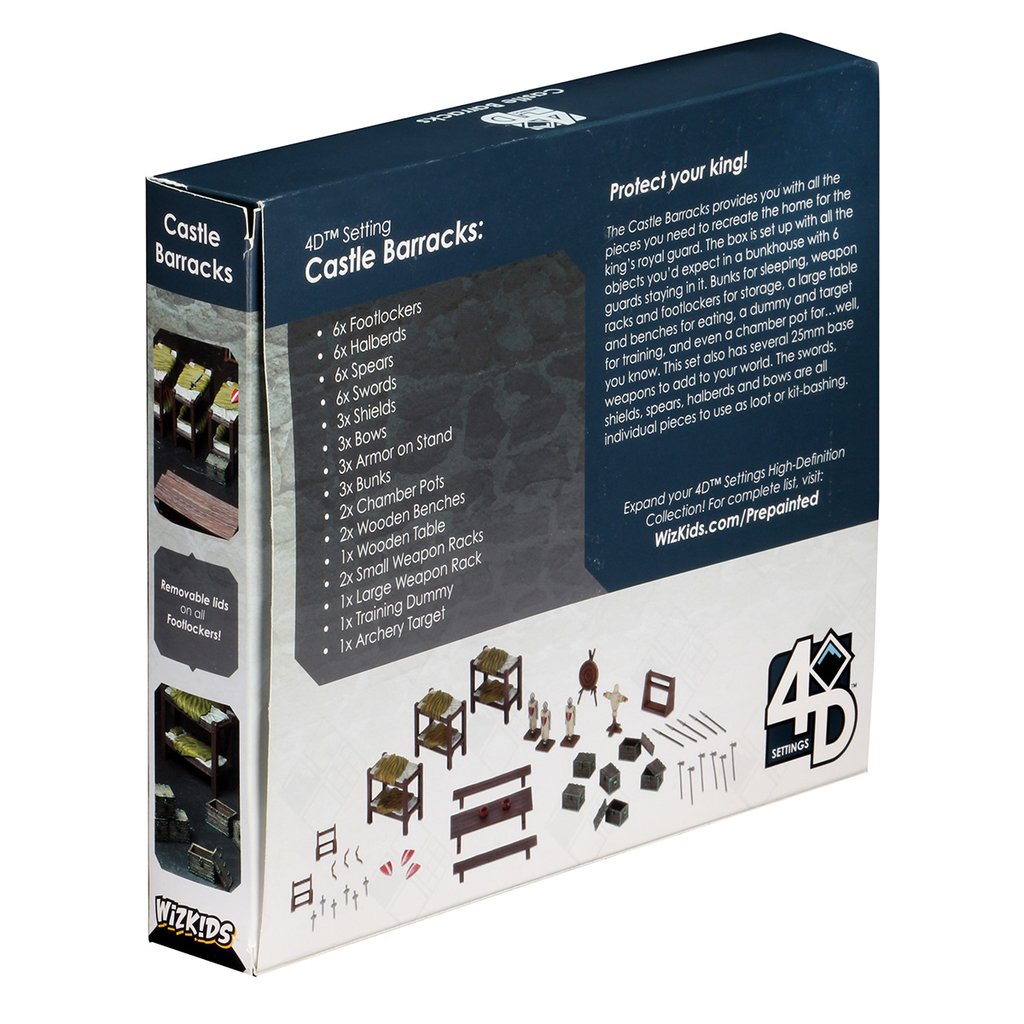 Castle Barracks
4D
Castle
Barracks
Removable lids
on all
Footlockers!
WIZKIDS
4D™ Setting
Castle Barracks:
• 6x Footlockers
• 6x Halberds
• 6x Spears
• 6x Swords
• 3x Shields
• 3x Bows
• 3x Armor on Stand
• 3x Bunks
• 2x Chamber Pots
• 2x Wooden Benches
• 1x Wooden Table
• 2x Small Weapon Racks
• 1x Large Weapon Rack
• 1x Training Dummy
• 1x Archery Target
Protect your king!
The Castle Barracks provides you with all the
pieces you need to recreate the home for the
king's royal guard. The box is set up with all the
objects you'd expect in a bunkhouse with 6
guards staying in it. Bunks for sleeping, weapon
racks and footlockers for storage, a large table
and benches for eating, a dummy and target
for training, and even a chamber pot for...well,
you know. This set also has several 25mm base
weapons to add to your world. The swords,
shields, spears, halberds and bows are all
individual pieces to use as loot or kit-bashing.
Expand your 4D™ Settings High-Definition
Collection! For complete list, visit:
WizKids.com/Prepainted
4D™
SETTINGS